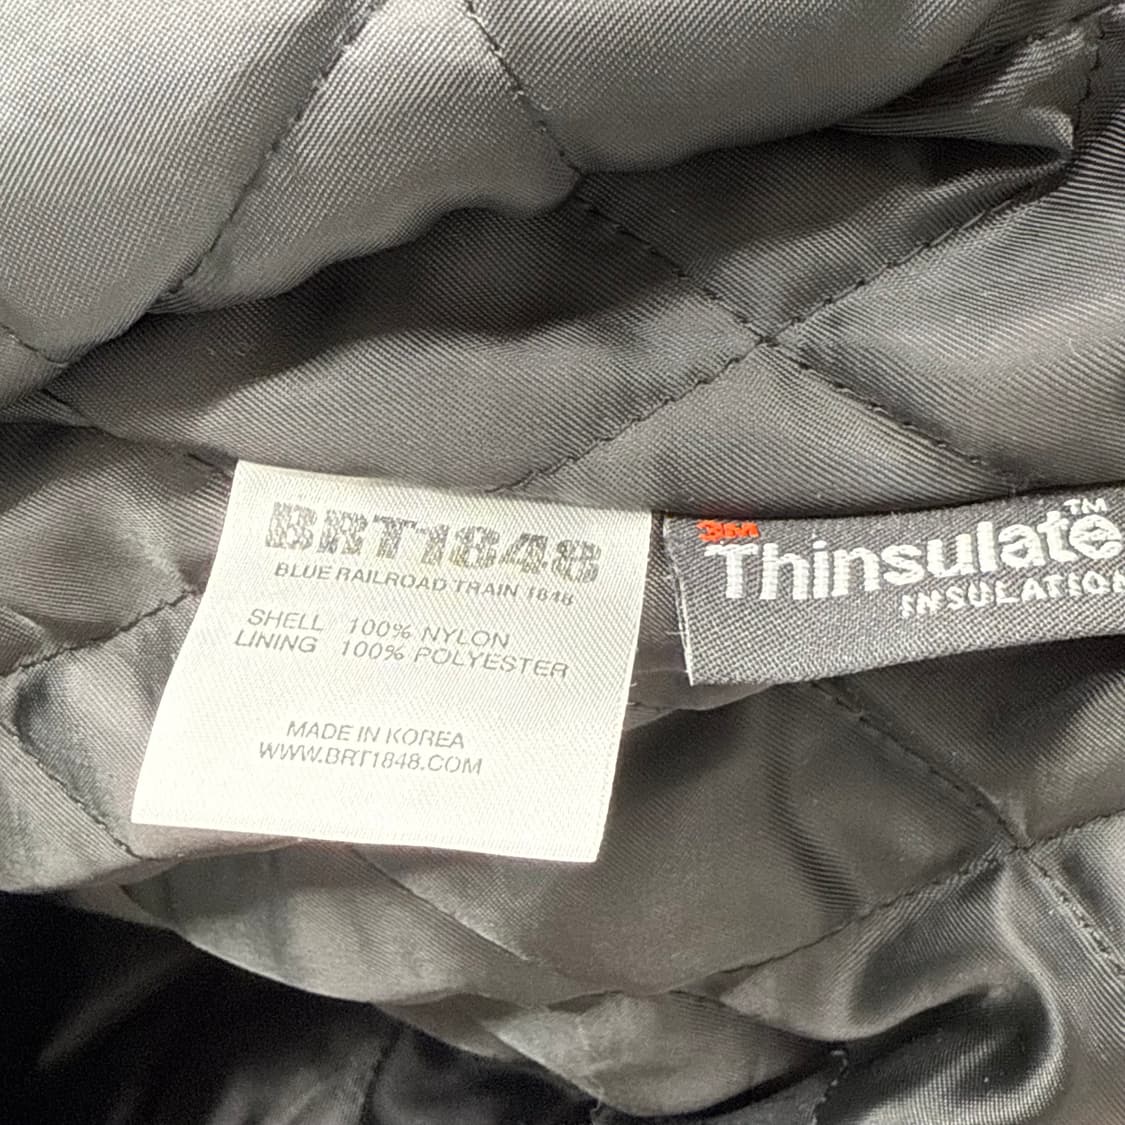 BRT1848
BLUE RAILROAD TRAIN 1848
SHELL 100% NYLON
LINING 100% POLYESTER
MADE IN KOREA
WWW.BRT1848.COM
3M
Thinsulate™
INSULATION